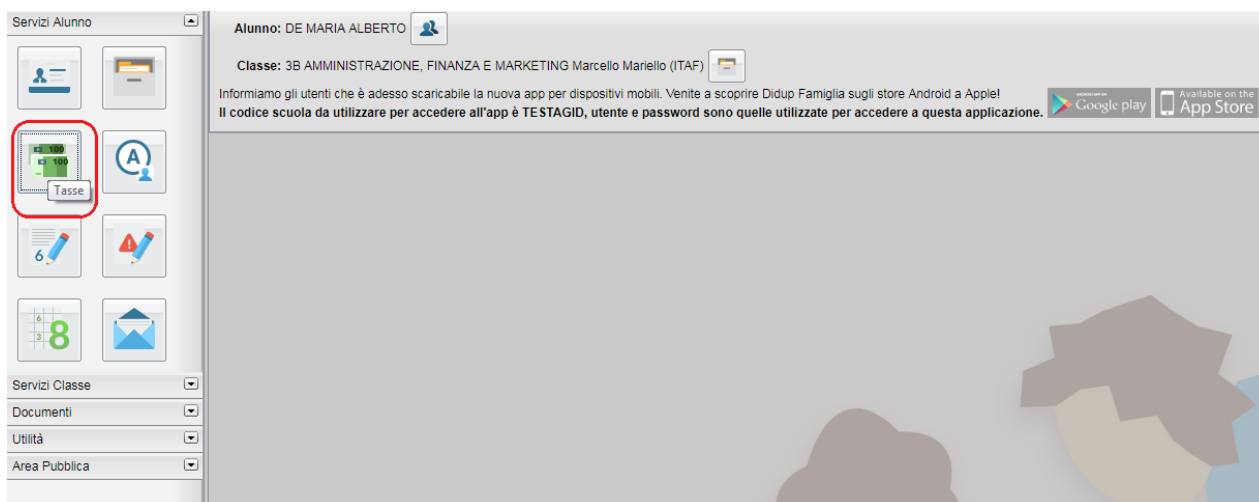 Servizi Alunno
Alunno: DE MARIA ALBERTO
Classe: 3B AMMINISTRAZIONE, FINANZA E MARKETING Marcello Mariello (ITAF)
Informiamo gli utenti che è adesso scaricabile la nuova app per dispositivi mobili. Venite a scoprire Didup Famiglia sugli store Android a Apple!
Il codice scuola da utilizzare per accedere all'app è TESTAGID, utente e password sono quelle utilizzate per accedere a questa applicazione.
Google play
Available on the
App Store
100
100
A
Tasse
6
6
3
8
Servizi Classe
Documenti
Utilità
Area Pubblica